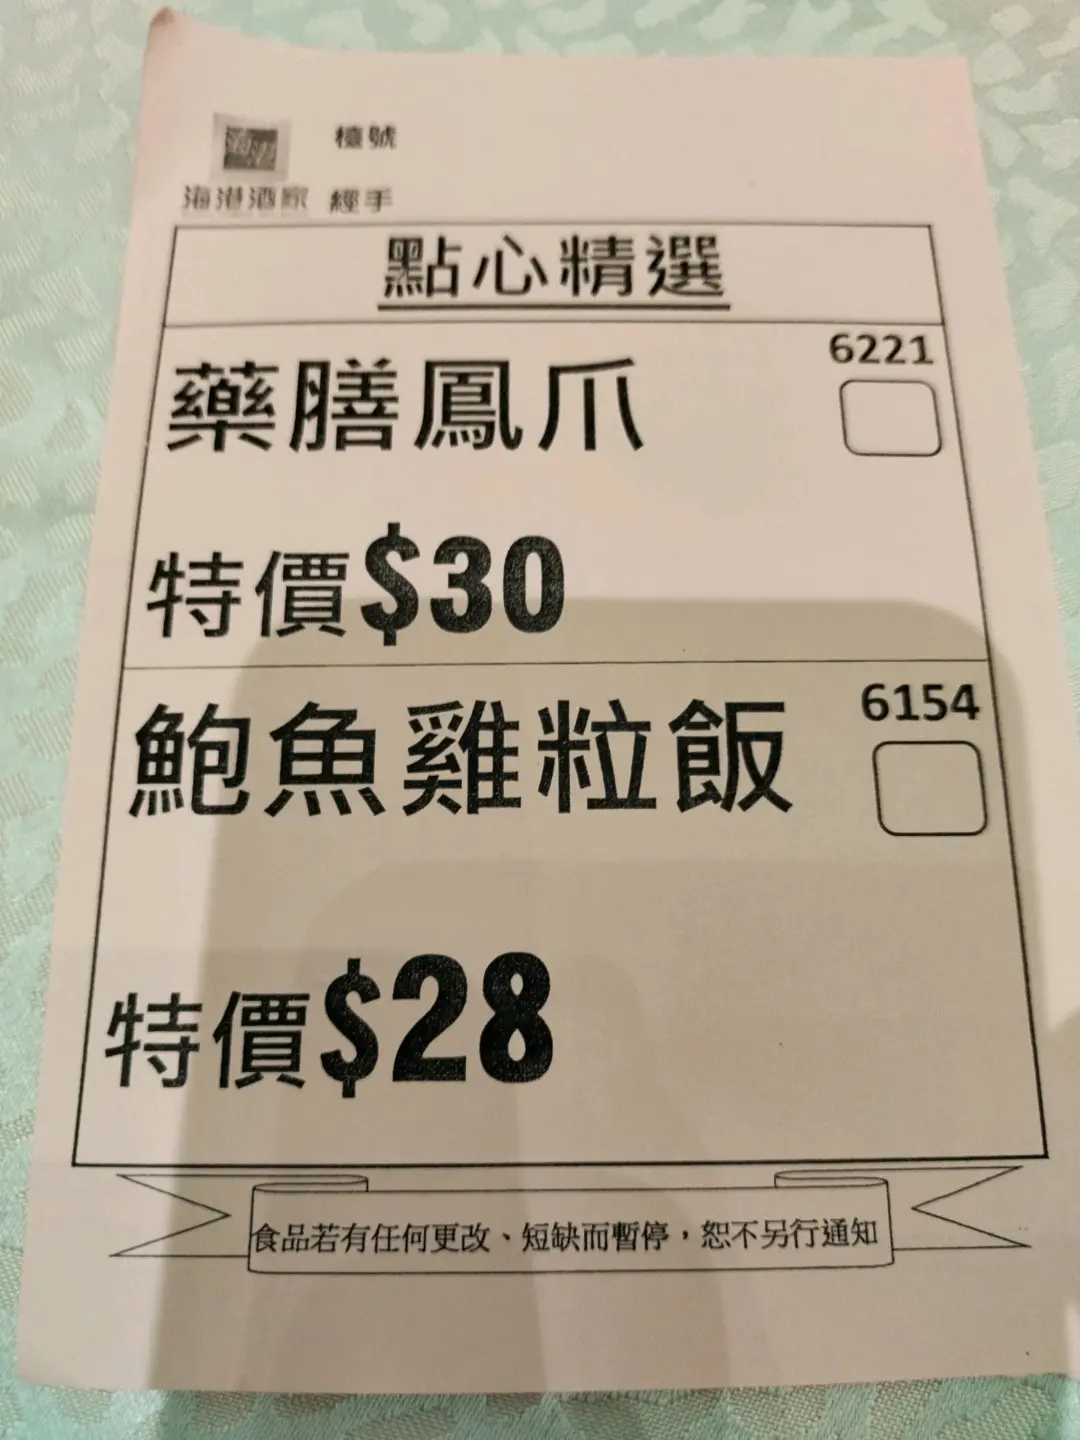 海港
檯號
海港酒家 經手
點心精選
6221
藥膳鳳爪
特價$30
6154
鮑魚雞粒飯
特價$28
食品若有任何更改、短缺而暫停，恕不另行通知